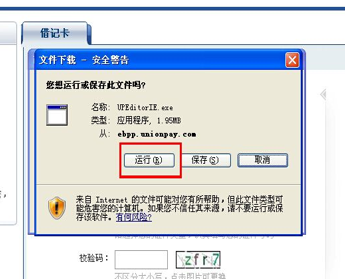 借记卡
文件下载 - 安全警告
您想运行或保存此文件吗?
名称: UPEditorIE.exe
类型: 应用程序, 1.95MB
从: ebpp.unionpay.com
运行(R) 保存(S) 取消
来自 Internet 的文件可能对您有所帮助,但此文件类型可
能危害您的计算机。如果您不信任其来源,请不要运行或保
存该软件。有何风险?
校验码: zfr7
不区分大小写,点击图片可更换